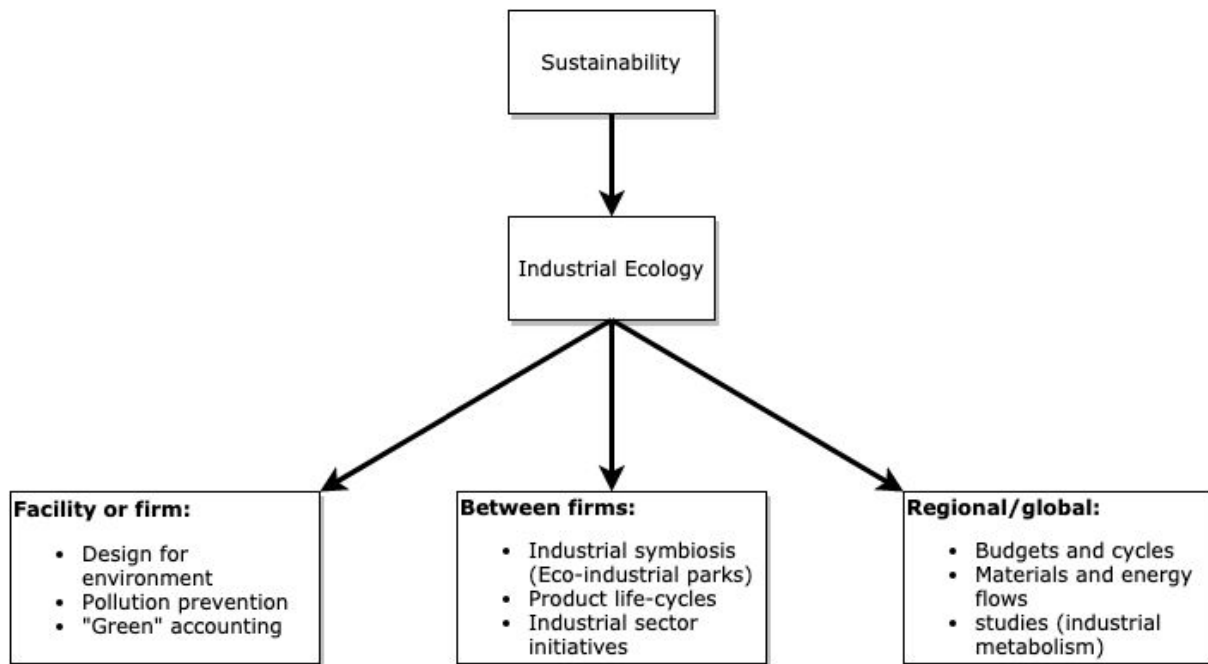 Sustainability
Industrial Ecology
Facility or firm:
• Design for
environment
• Pollution prevention
• "Green" accounting
Between firms:
• Industrial symbiosis
(Eco-industrial parks)
• Product life-cycles
• Industrial sector
initiatives
Regional/global:
• Budgets and cycles
• Materials and energy
flows
• studies (industrial
metabolism)